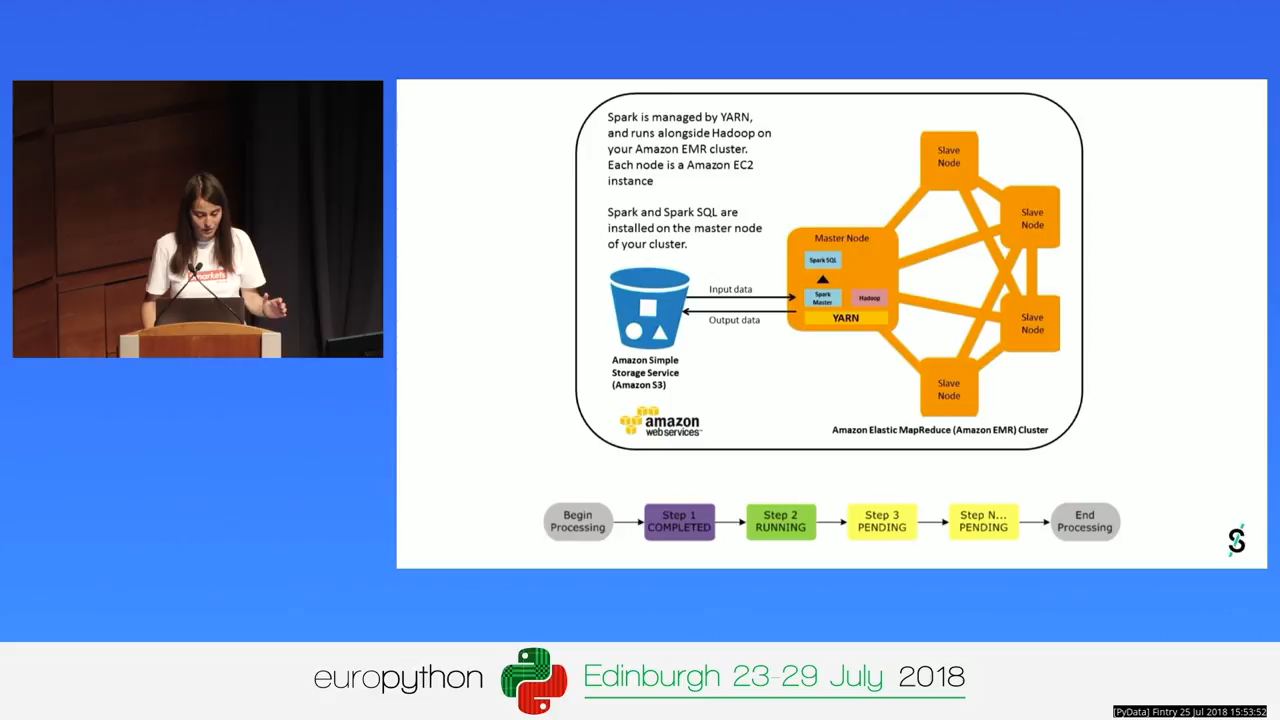 Spark is managed by YARN,
and runs alongside Hadoop on
your Amazon EMR cluster.
Each node is a Amazon EC2
instance
Spark and Spark SQL are
installed on the master node
of your cluster.
Slave
Node
Slave
Node
Master Node
Spark SQL
Spark
Master
Hadoop
YARN
Input data
Output data
Slave
Node
Slave
Node
Amazon Simple
Storage Service
(Amazon S3)
amazon
webservices™
Amazon Elastic MapReduce (Amazon EMR) Cluster
Begin
Processing
Step 1
COMPLETED
Step 2
RUNNING
Step 3
PENDING
Step N...
PENDING
End
Processing
S
europython
Edinburgh 23-29 July 2018
[PyData] Fintry 25 Jul 2018 15:53:52